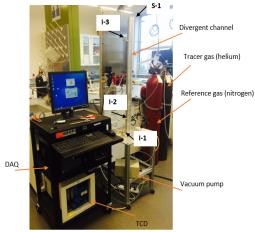 S-1
I-3
Divergent channel
Tracer gas (helium)
Reference gas (nitrogen)
I-2
I-1
DAQ
Vacuum pump
TCD